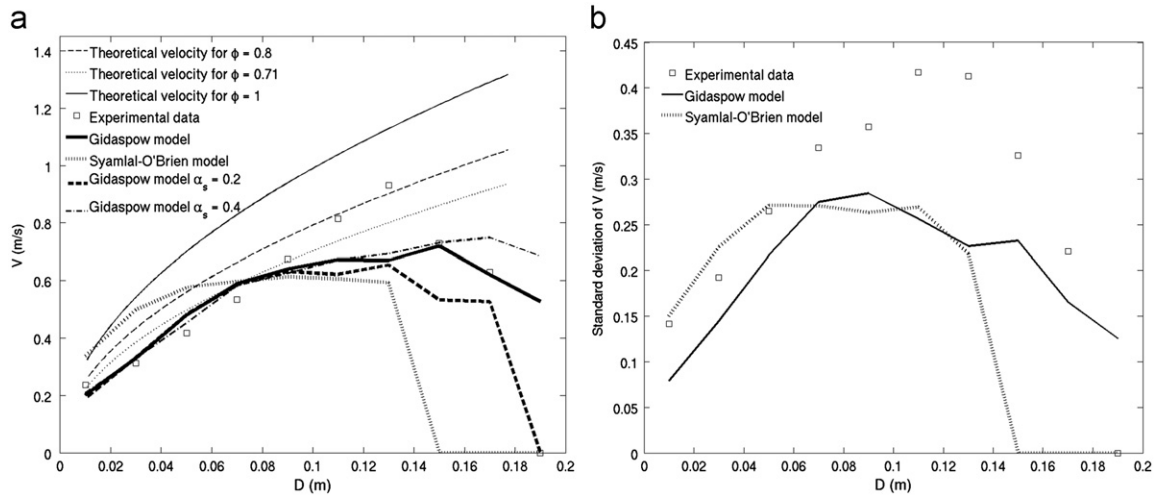 a
b
1.4
1.2
1
0.8
0.6
0.4
0.2
0
V (m/s)
Theoretical velocity for ϕ = 0.8
Theoretical velocity for ϕ = 0.71
Theoretical velocity for ϕ = 1
Experimental data
Gidaspow model
Syamlal-O'Brien model
Gidaspow model αs = 0.2
Gidaspow model αs = 0.4
0 0.02 0.04 0.06 0.08 0.1 0.12 0.14 0.16 0.18 0.2
D (m)
0.45
0.4
0.35
0.3
0.25
0.2
0.15
0.1
0.05
0
Standard deviation of V (m/s)
Experimental data
Gidaspow model
Syamlal-O'Brien model
0 0.02 0.04 0.06 0.08 0.1 0.12 0.14 0.16 0.18 0.2
D (m)